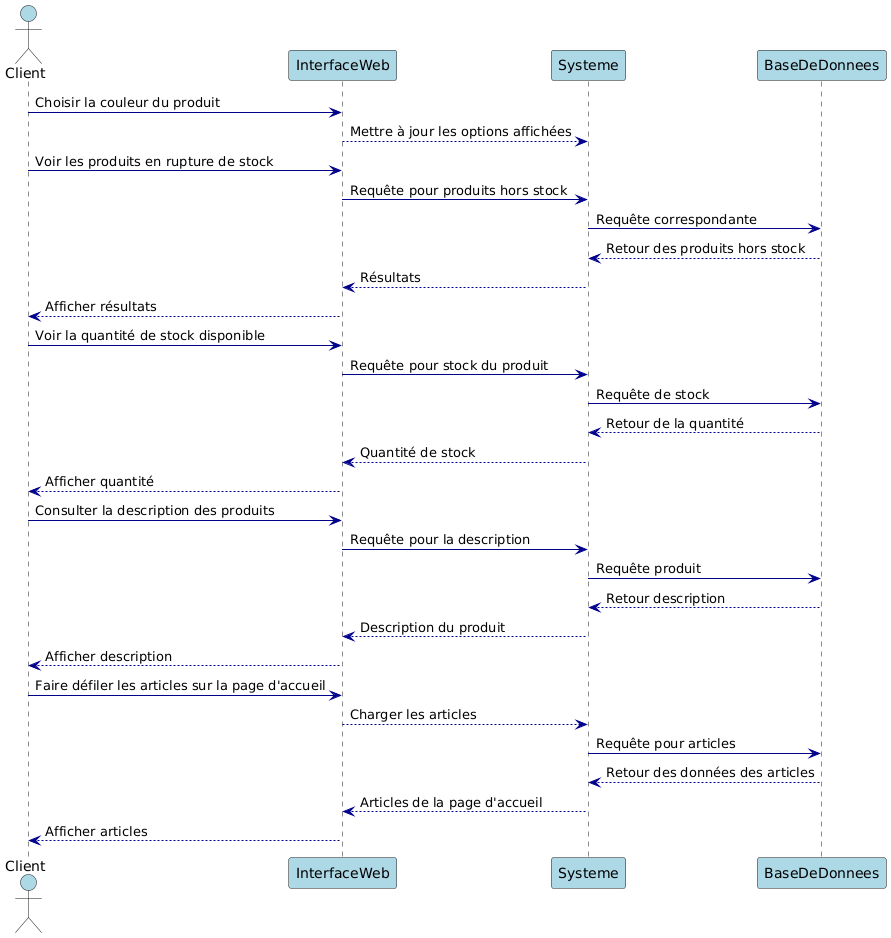 Client
InterfaceWeb
Systeme
BaseDeDonnees
Choisir la couleur du produit
Mettre à jour les options affichées
Voir les produits en rupture de stock
Requête pour produits hors stock
Requête correspondante
Retour des produits hors stock
Résultats
Afficher résultats
Voir la quantité de stock disponible
Requête pour stock du produit
Requête de stock
Retour de la quantité
Quantité de stock
Afficher quantité
Consulter la description des produits
Requête pour la description
Requête produit
Retour description
Description du produit
Afficher description
Faire défiler les articles sur la page d'accueil
Charger les articles
Requête pour articles
Retour des données des articles
Articles de la page d'accueil
Afficher articles
Client
InterfaceWeb
Systeme
BaseDeDonnees